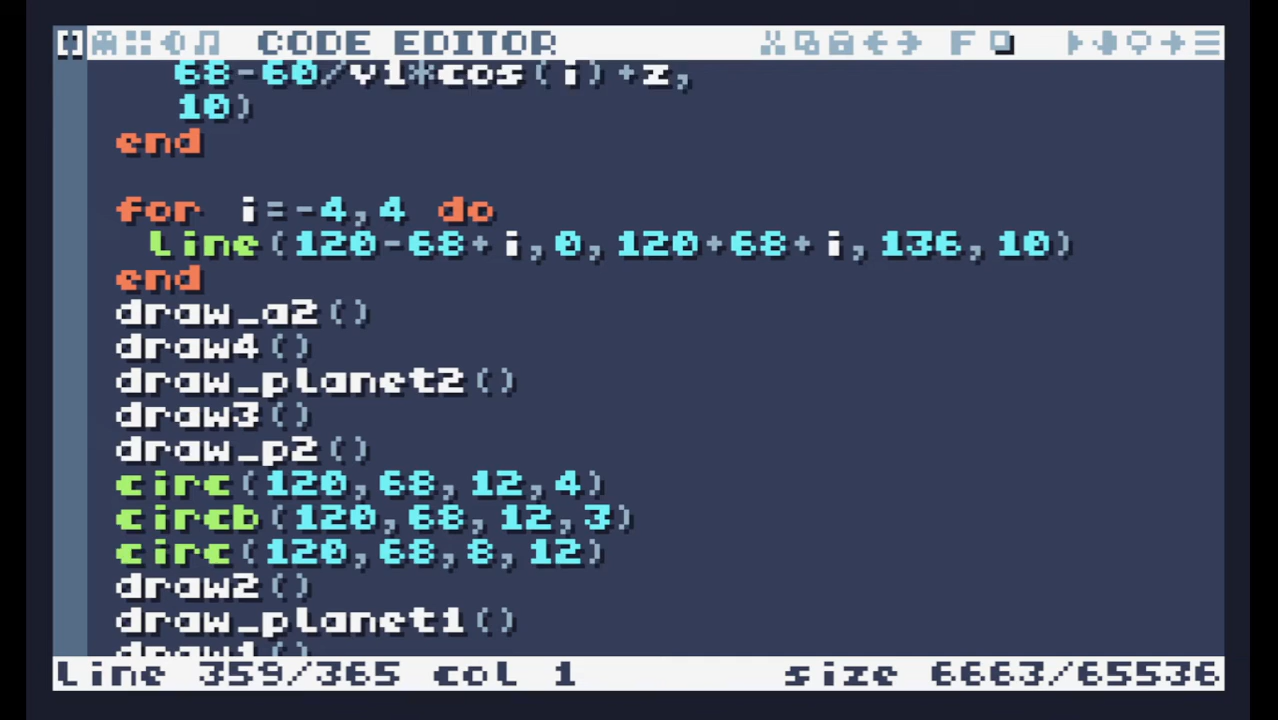 CODE EDITOR F
68-60/v1*cos(i)+z,
10)
end
for i=-4,4 do
line(120-68+i,0,120+68+i,136,10)
end
draw_a2()
draw4()
draw_planet2()
draw3()
draw_p2()
circ(120,68,12,4)
circb(120,68,12,3)
circ(120,68,8,12)
draw2()
draw_planet1()
draw1()
line 359/365 col 1 size 6663/65536